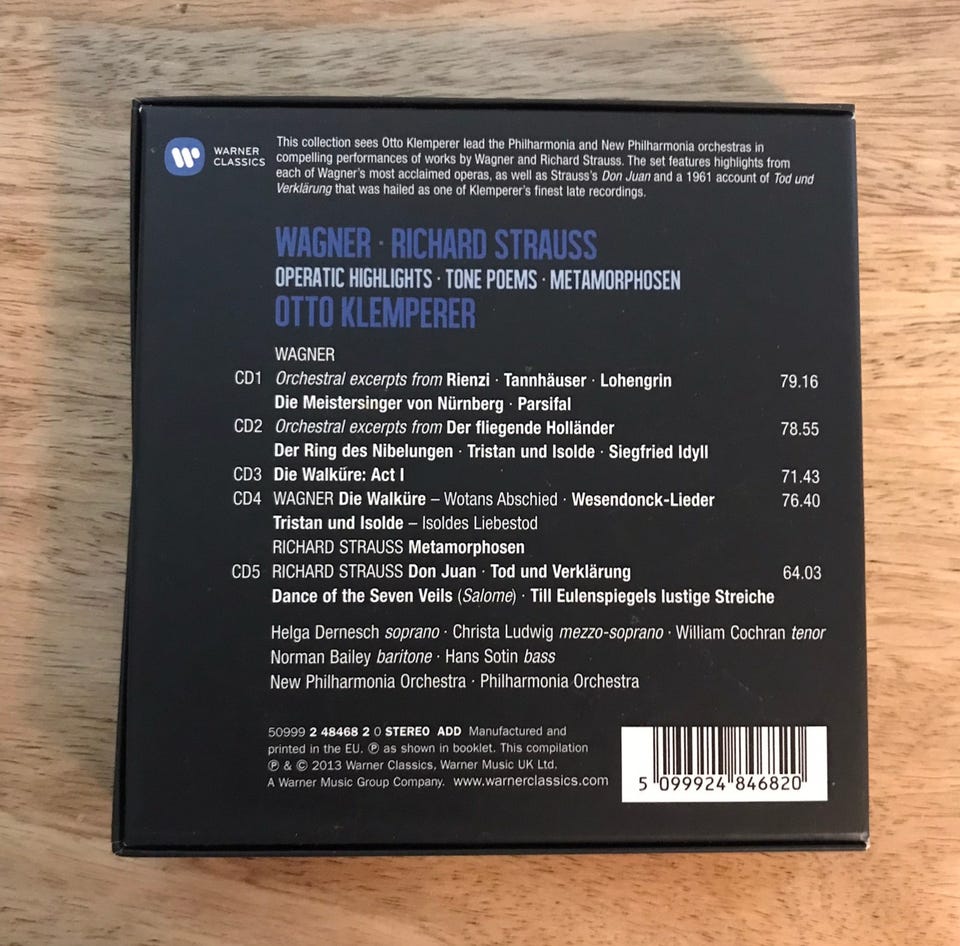 WARNER
CLASSICS
This collection sees Otto Klemperer lead the Philharmonia and New Philharmonia orchestras in
compelling performances of works by Wagner and Richard Strauss. The set features highlights from
each of Wagner's most acclaimed operas, as well as Strauss's Don Juan and a 1961 account of Tod und
Verklärung that was hailed as one of Klemperer's finest late recordings.
WAGNER · RICHARD STRAUSS
OPERATIC HIGHLIGHTS · TONE POEMS · METAMORPHOSEN
OTTO KLEMPERER
WAGNER
CD1 Orchestral excerpts from Rienzi · Tannhäuser · Lohengrin 79.16
Die Meistersinger von Nürnberg · Parsifal
CD2 Orchestral excerpts from Der fliegende Holländer 78.55
Der Ring des Nibelungen · Tristan und Isolde · Siegfried Idyll
CD3 Die Walküre: Act I 71.43
CD4 WAGNER Die Walküre – Wotans Abschied · Wesendonck-Lieder 76.40
Tristan und Isolde – Isoldes Liebestod
RICHARD STRAUSS Metamorphosen
CD5 RICHARD STRAUSS Don Juan · Tod und Verklärung 64.03
Dance of the Seven Veils (Salome) · Till Eulenspiegels lustige Streiche
Helga Dernesch soprano · Christa Ludwig mezzo-soprano · William Cochran tenor
Norman Bailey baritone · Hans Sotin bass
New Philharmonia Orchestra · Philharmonia Orchestra
50999 2 48468 2 0 STEREO ADD Manufactured and
printed in the EU. ℗ as shown in booklet. This compilation
℗ & © 2013 Warner Classics, Warner Music UK Ltd.
A Warner Music Group Company. www.warnerclassics.com
5 099924 846820